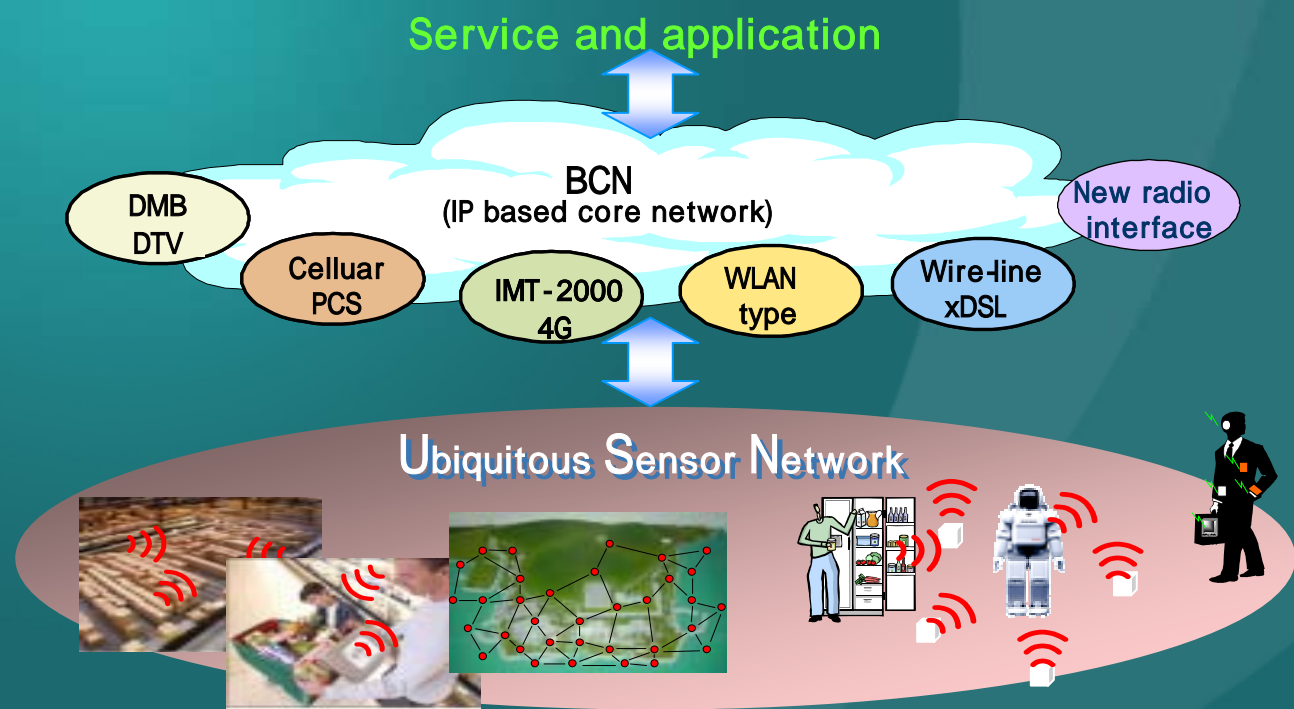 Service and application
BCN
(IP based core network)
DMB
DTV
Celluar
PCS
IMT-2000
4G
WLAN
type
Wire-line
xDSL
New radio
interface
Ubiquitous Sensor Network